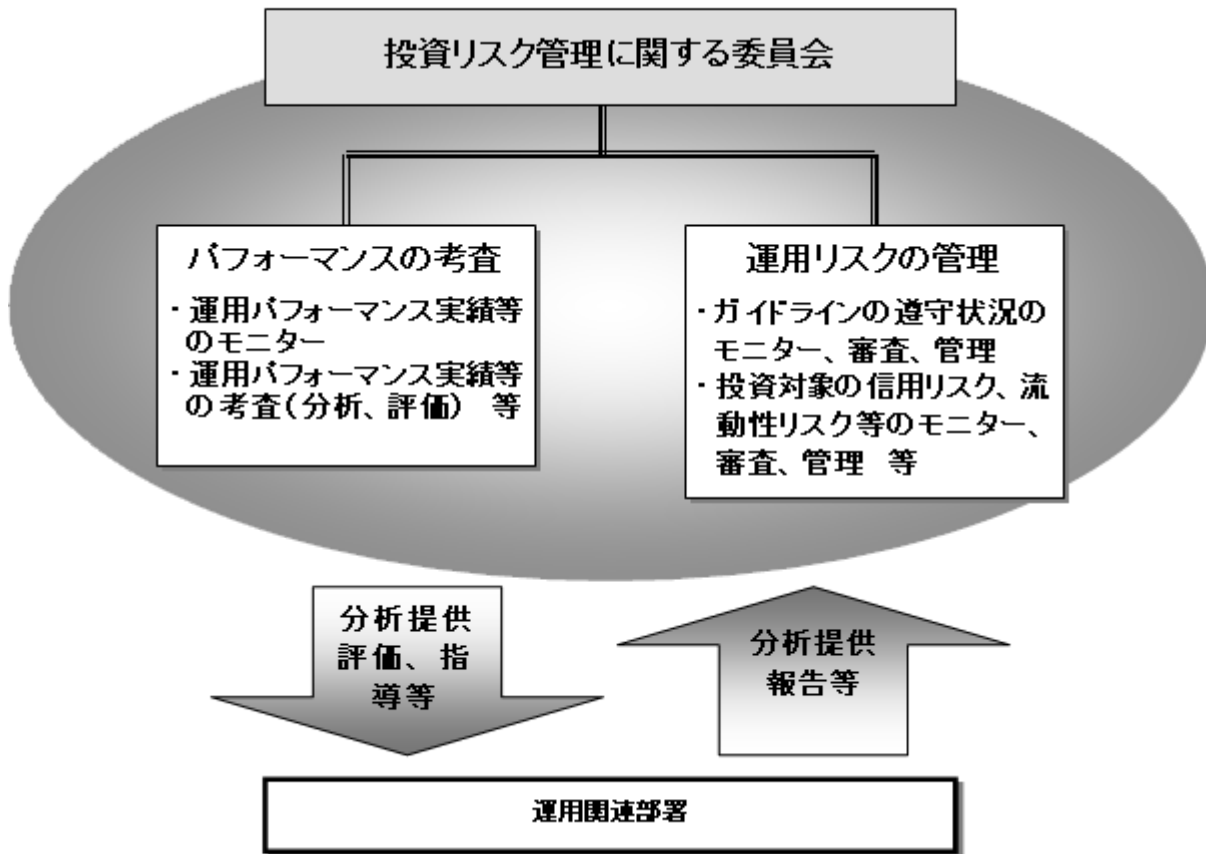 投資リスク管理に関する委員会
パフォーマンスの考査
・運用パフォーマンス実績等
のモニター
・運用パフォーマンス実績等
の考査(分析、評価) 等
運用リスクの管理
・ガイドラインの遵守状況の
モニター、審査、管理
・投資対象の信用リスク、流
動性リスク等のモニター、
審査、管理 等
分析提供
評価、指
導等
分析提供
報告等
運用関連部署